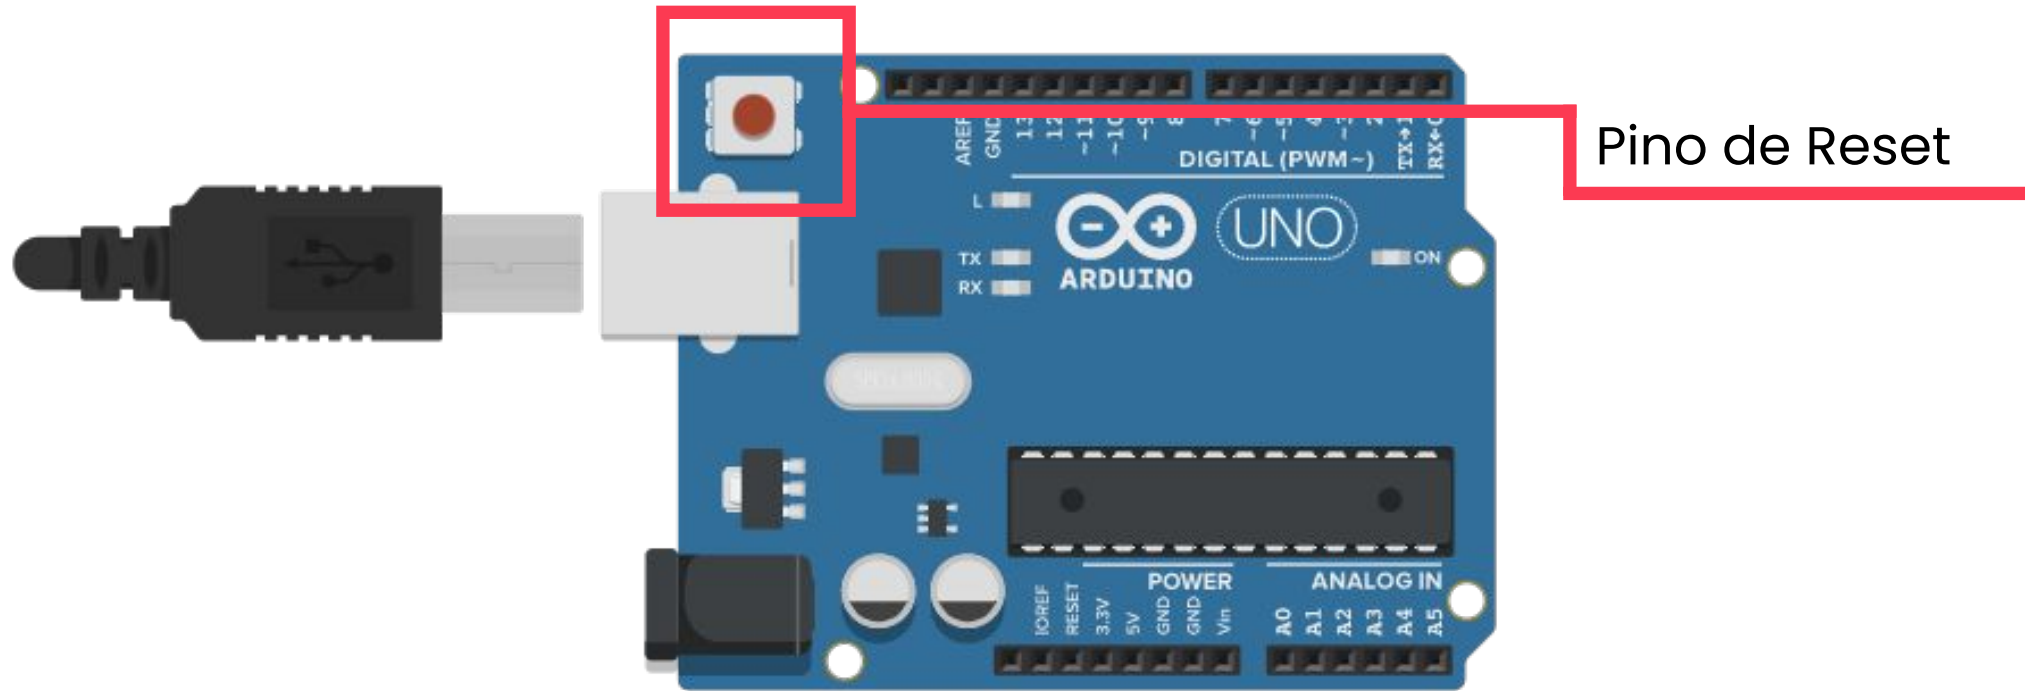 Pino de Reset
AREF
GND
13
12
~11
~10
~9
8
7
~6
~5
4
~3
2
TX→1
RX←0
DIGITAL (PWM~)
L
TX
RX
ARDUINO
UNO
ON
POWER
ANALOG IN
IOREF
RESET
3.3V
5V
GND
GND
Vin
A0
A1
A2
A3
A4
A5